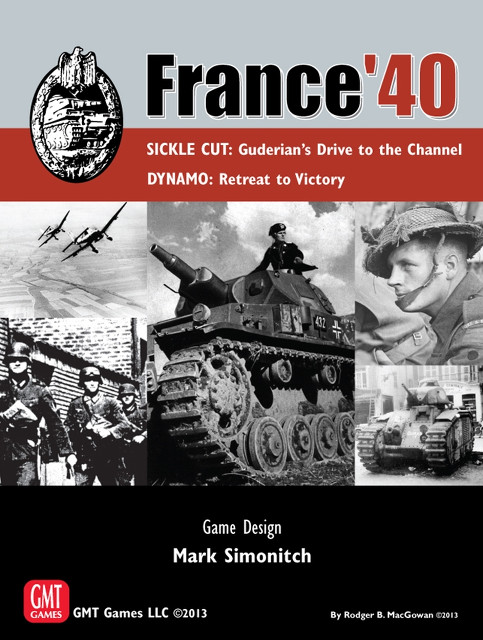 France'40
SICKLE CUT: Guderian's Drive to the Channel
DYNAMO: Retreat to Victory
432
Game Design
Mark Simonitch
GMT
GAMES
GMT Games LLC ©2013
By Rodger B. MacGowan ©2013